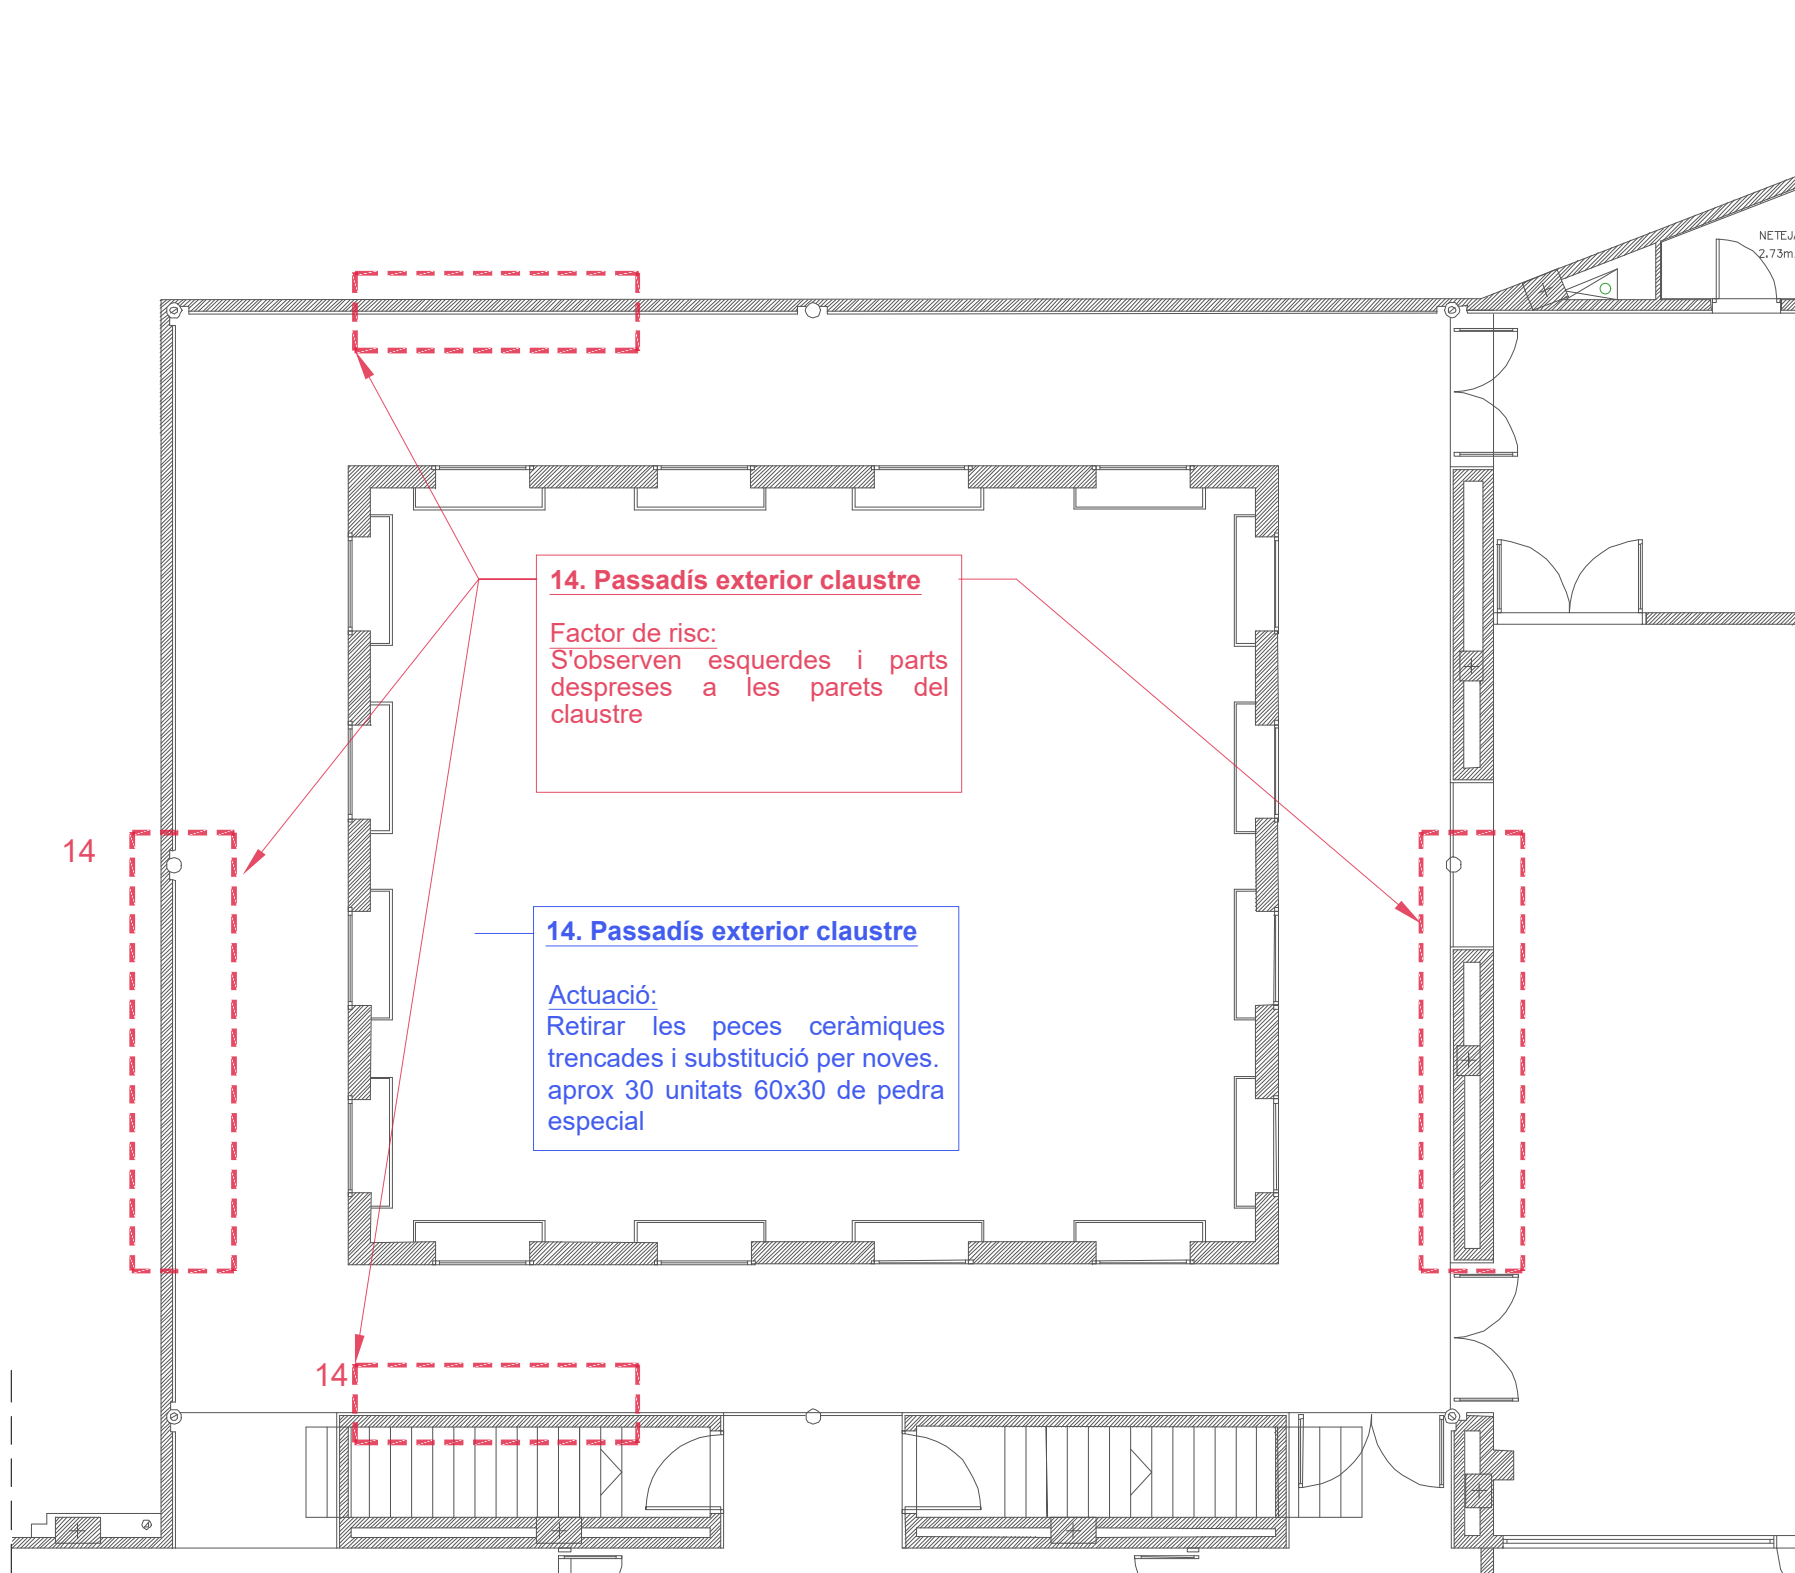 NETEJ
2.73m
14. Passadís exterior claustre
Factor de risc:
S'observen esquerdes i parts
despreses a les parets del
claustre
14
14. Passadís exterior claustre
Actuació:
Retirar les peces ceràmiques
trencades i substitució per noves.
aprox 30 unitats 60x30 de pedra
especial
14